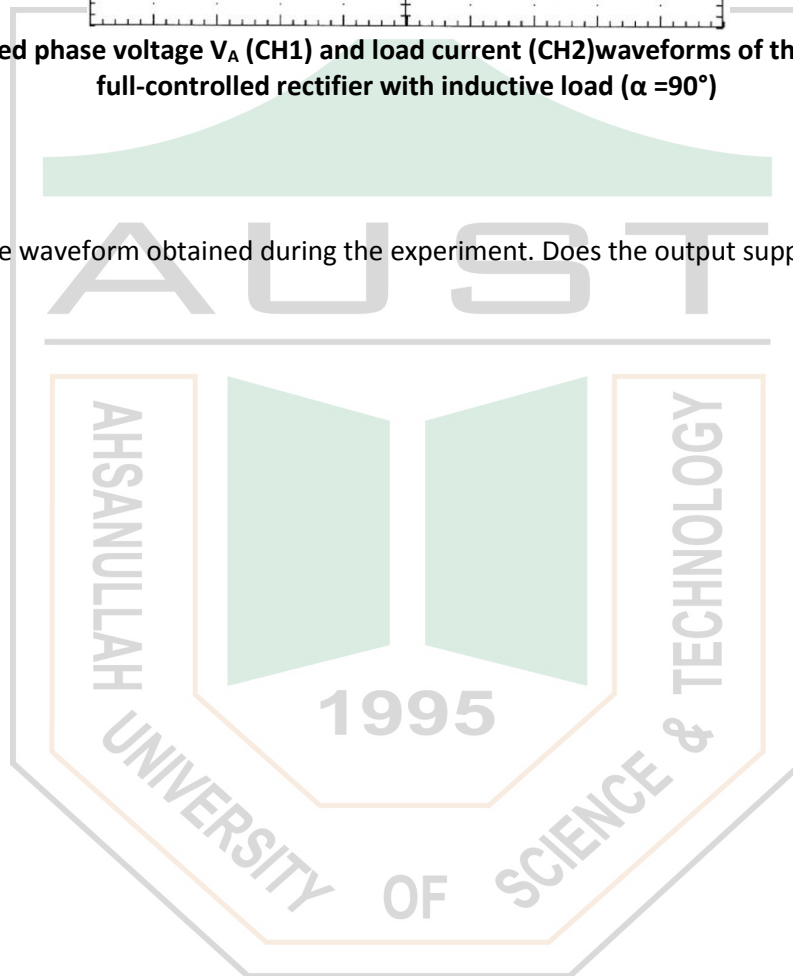 ed phase voltage VA (CH1) and load current (CH2)waveforms of th
full-controlled rectifier with inductive load (α =90°)
e waveform obtained during the experiment. Does the output supp
AUST
AHSANULLAH
UNIVERSITY OF SCIENCE & TECHNOLOGY
1995